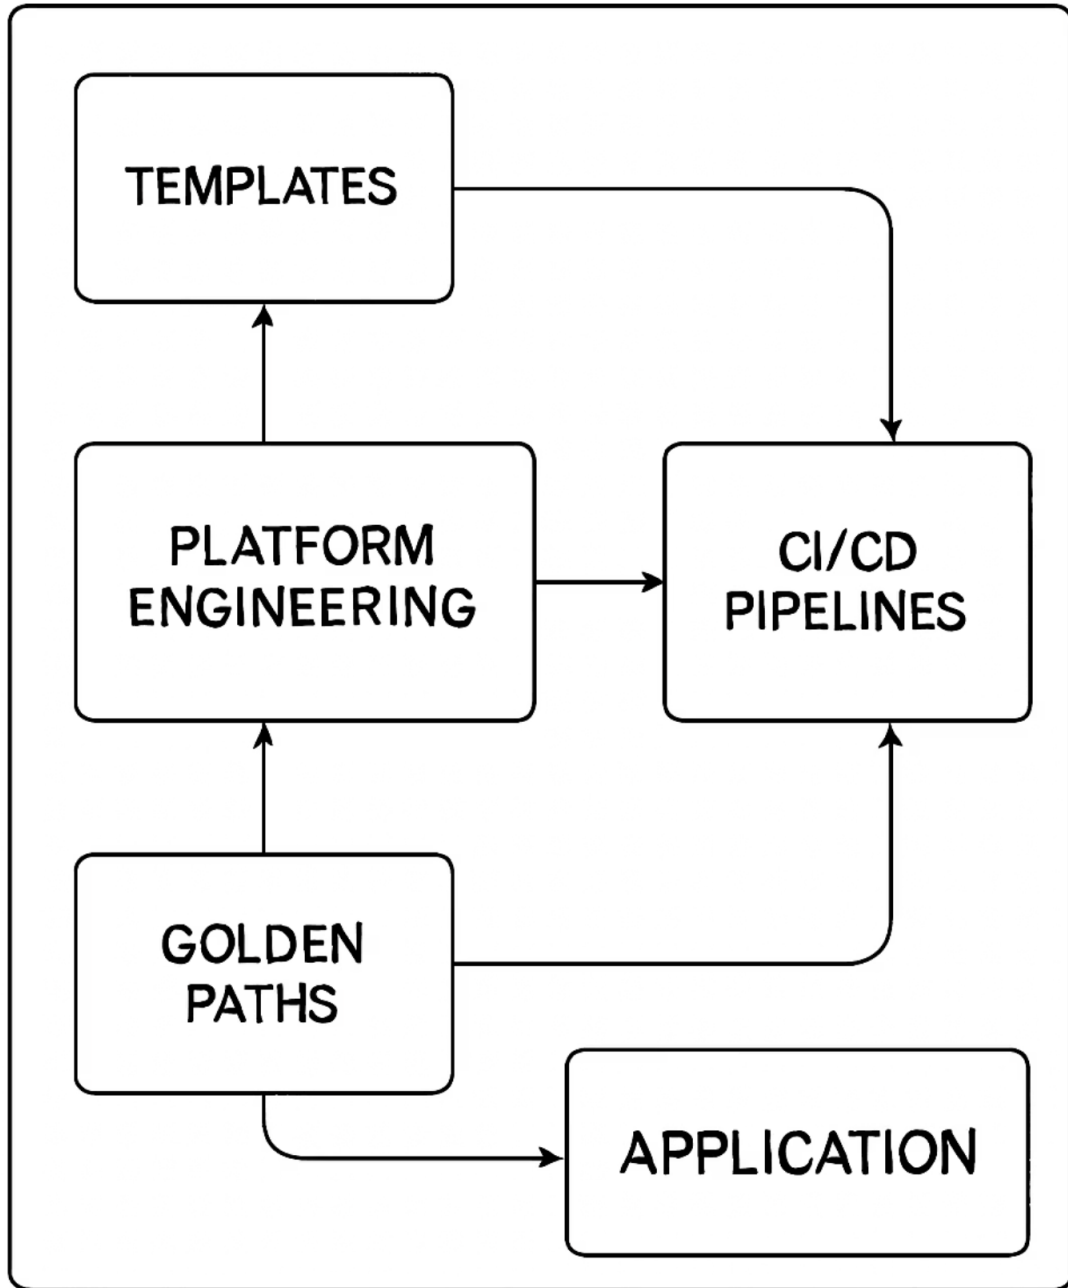 TEMPLATES
PLATFORM
ENGINEERING
CI/CD
PIPELINES
GOLDEN
PATHS
APPLICATION